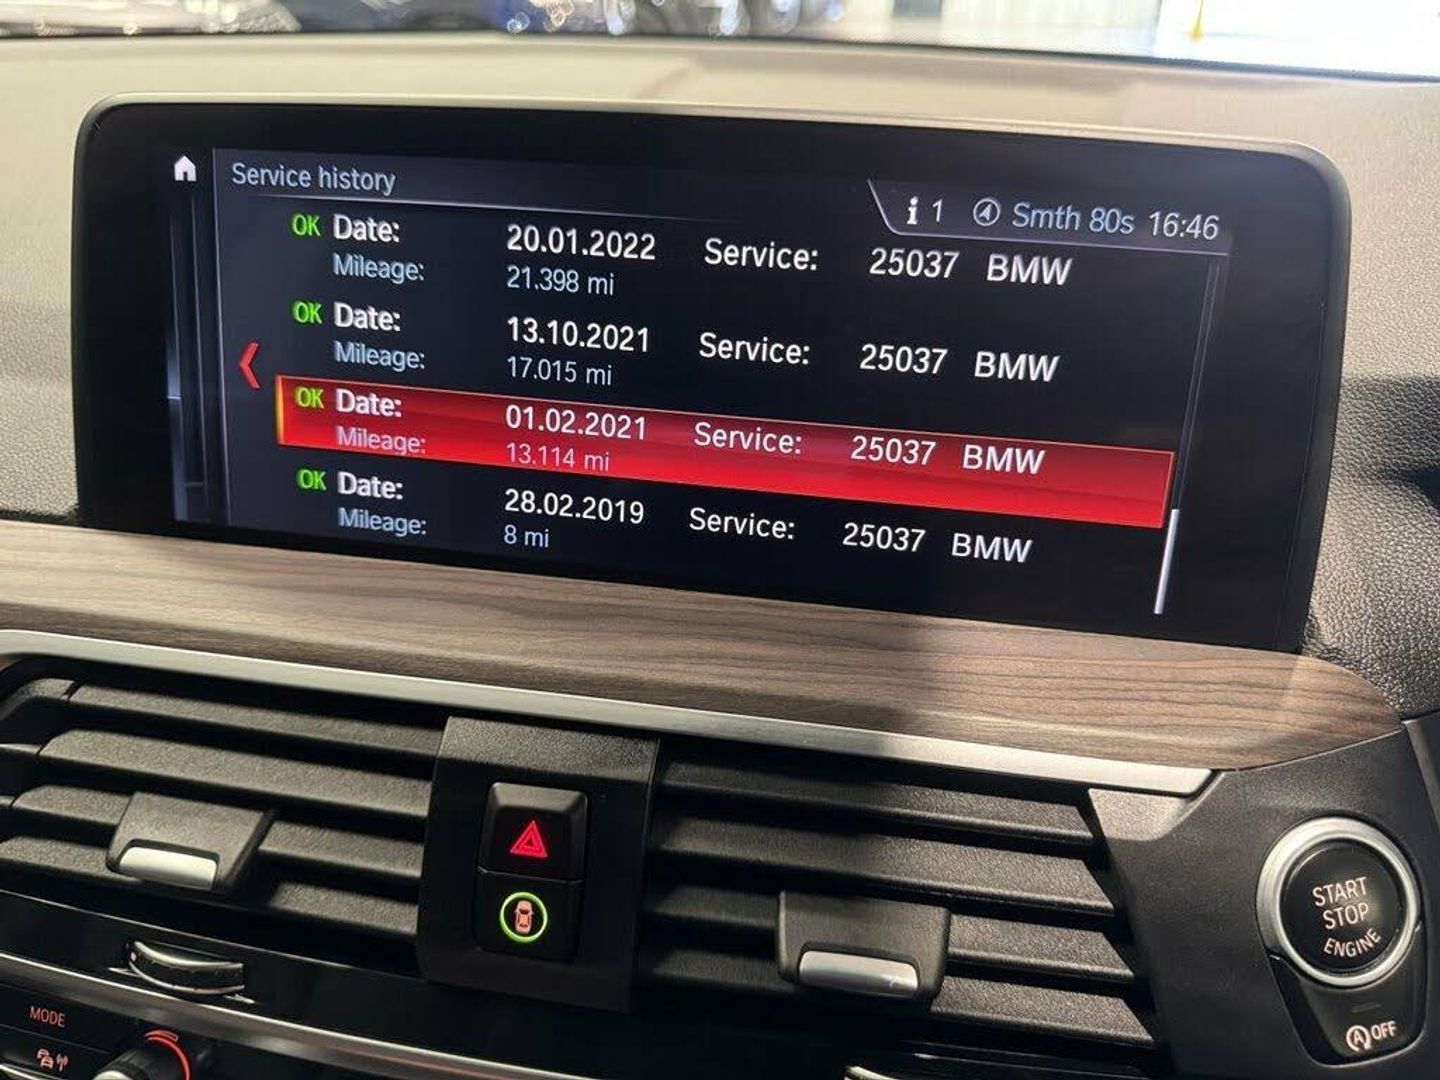 Service history
i 1 Smth 80s 16:46
OK Date: 20.01.2022 Service: 25037 BMW
Mileage: 21.398 mi
OK Date: 13.10.2021 Service: 25037 BMW
Mileage: 17.015 mi
OK Date: 01.02.2021 Service: 25037 BMW
Mileage: 13.114 mi
OK Date: 28.02.2019 Service: 25037 BMW
Mileage: 8 mi
START
STOP
ENGINE
A OFF
MODE